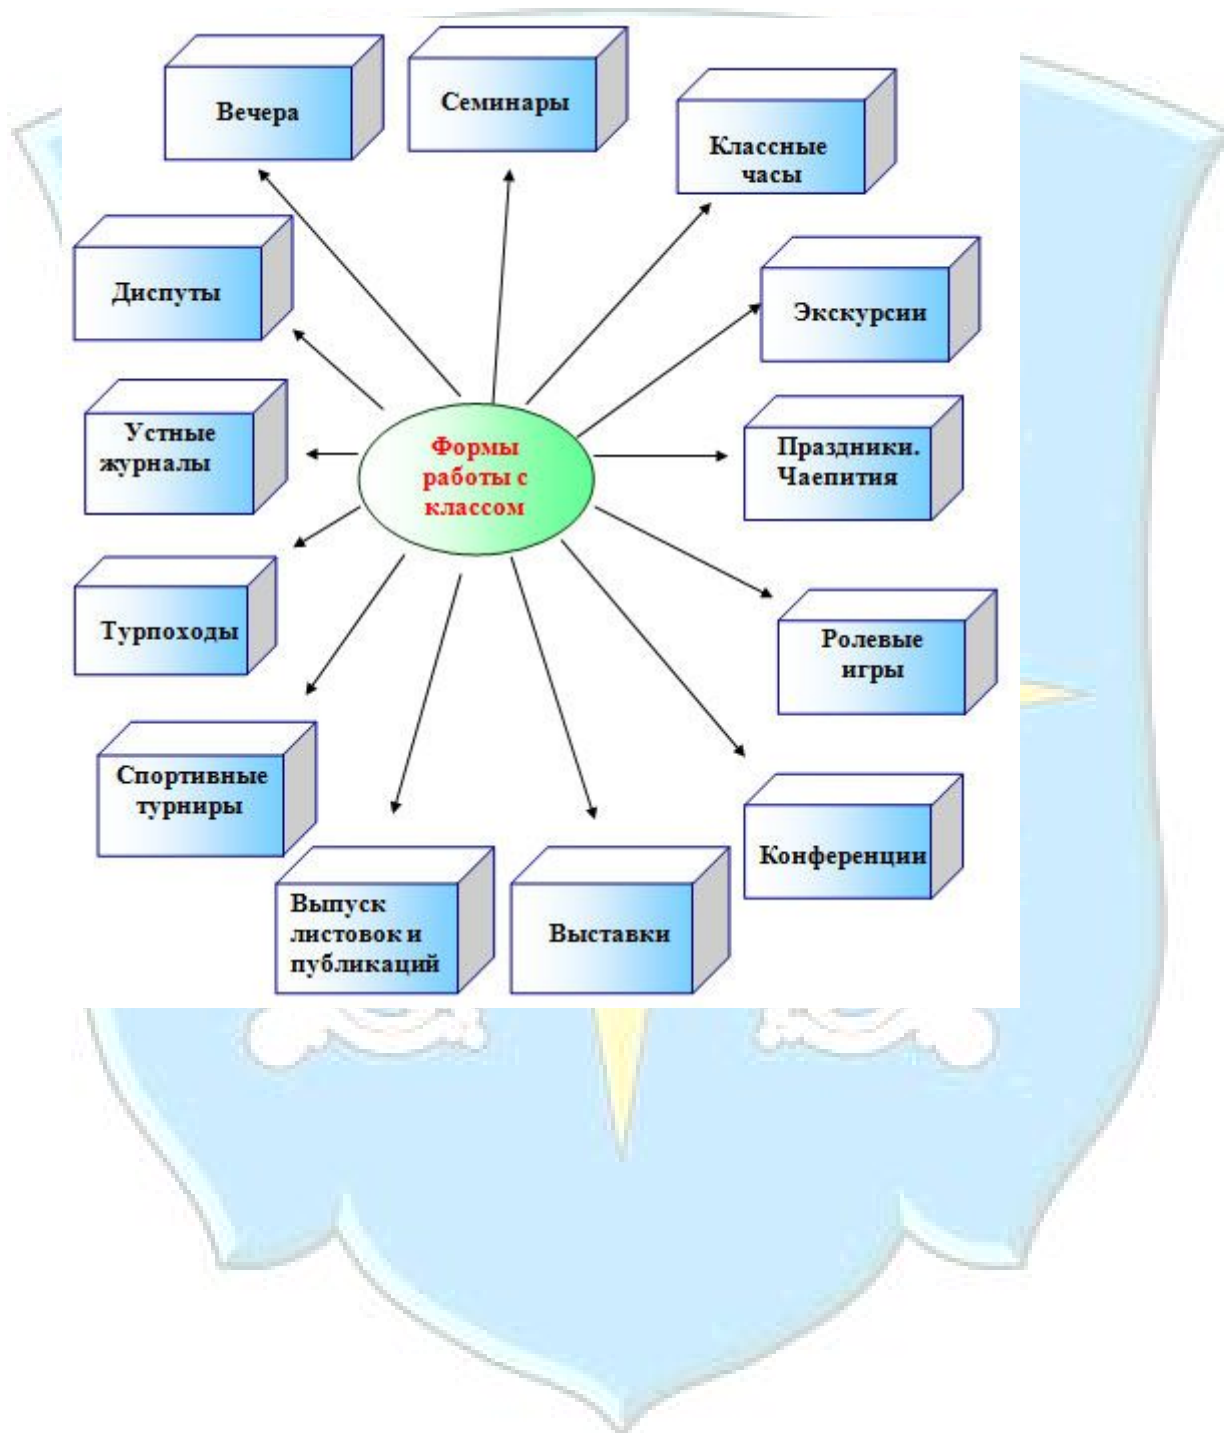 Вечера
Семинары
Классные
часы
Диспуты
Экскурсии
Устные
журналы
Формы
работы с
классом
Праздники.
Чаепития
Турпоходы
Ролевые
игры
Спортивные
турниры
Конференции
Выпуск
листовок и
публикаций
Выставки